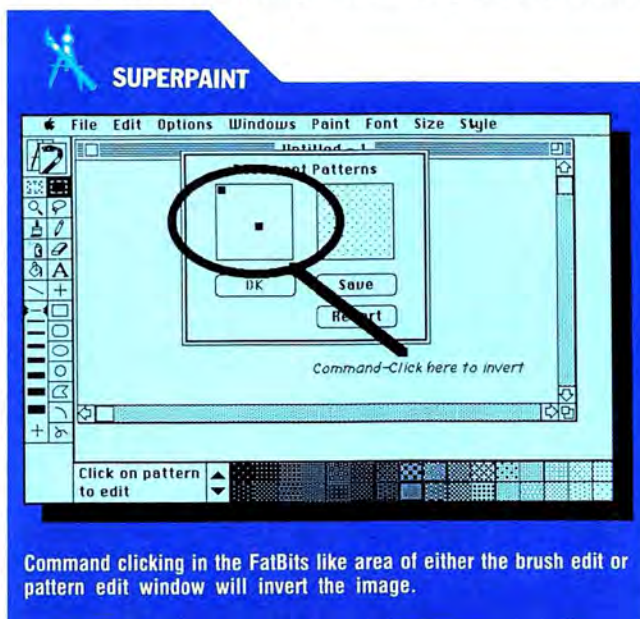 SUPERPAINT
File Edit Options Windows Paint Font Size Style
Patterns
OK
Save
Command-Click here to invert
Click on pattern
to edit
Command clicking in the FatBits like area of either the brush edit or
pattern edit window will invert the image.